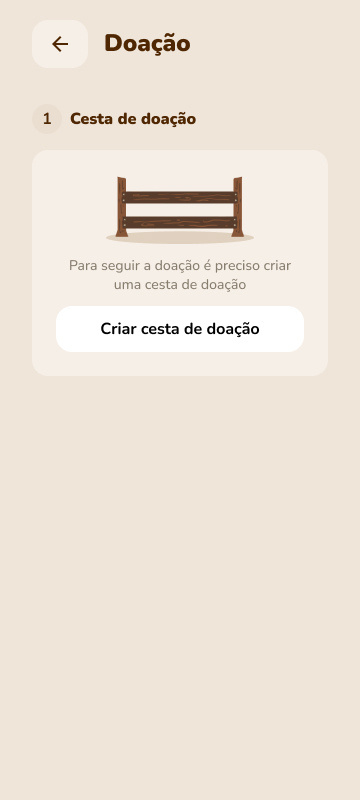 Doação
1 Cesta de doação
Para seguir a doação é preciso criar
uma cesta de doação
Criar cesta de doação